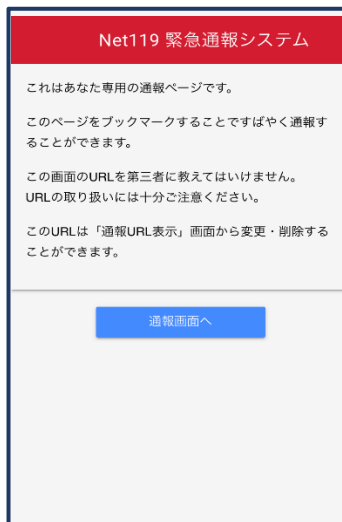 Net119 緊急通報システム
これはあなた専用の通報ページです。
このページをブックマークすることですばやく通報す
ることができます。
この画面のURLを第三者に教えてはいけません。
URLの取り扱いには十分ご注意ください。
このURLは「通報URL表示」画面から変更・削除する
ことができます。
通報画面へ